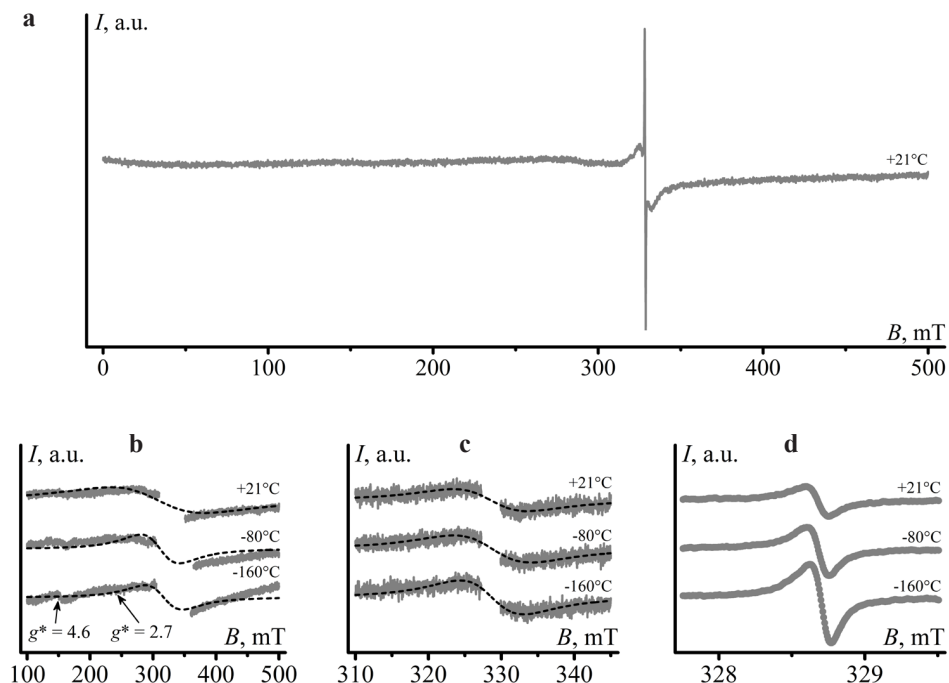 a
I, a.u.
+21°C
B, mT
0 100 200 300 400 500
b c d
I, a.u. I, a.u. I, a.u.
+21°C +21°C +21°C
-80°C -80°C -80°C
-160°C -160°C -160°C
g* = 4.6 g* = 2.7 B, mT B, mT B, mT
100 200 300 400 500 310 320 330 340 328 329